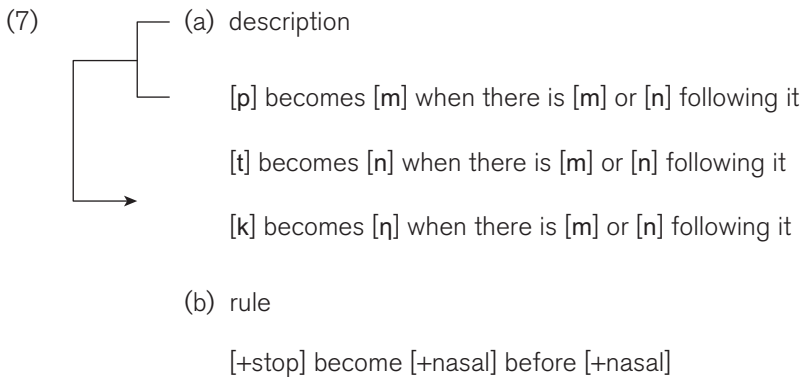 (7) (a) description
[p] becomes [m] when there is [m] or [n] following it
[t] becomes [n] when there is [m] or [n] following it
[k] becomes [η] when there is [m] or [n] following it
(b) rule
[+stop] become [+nasal] before [+nasal]